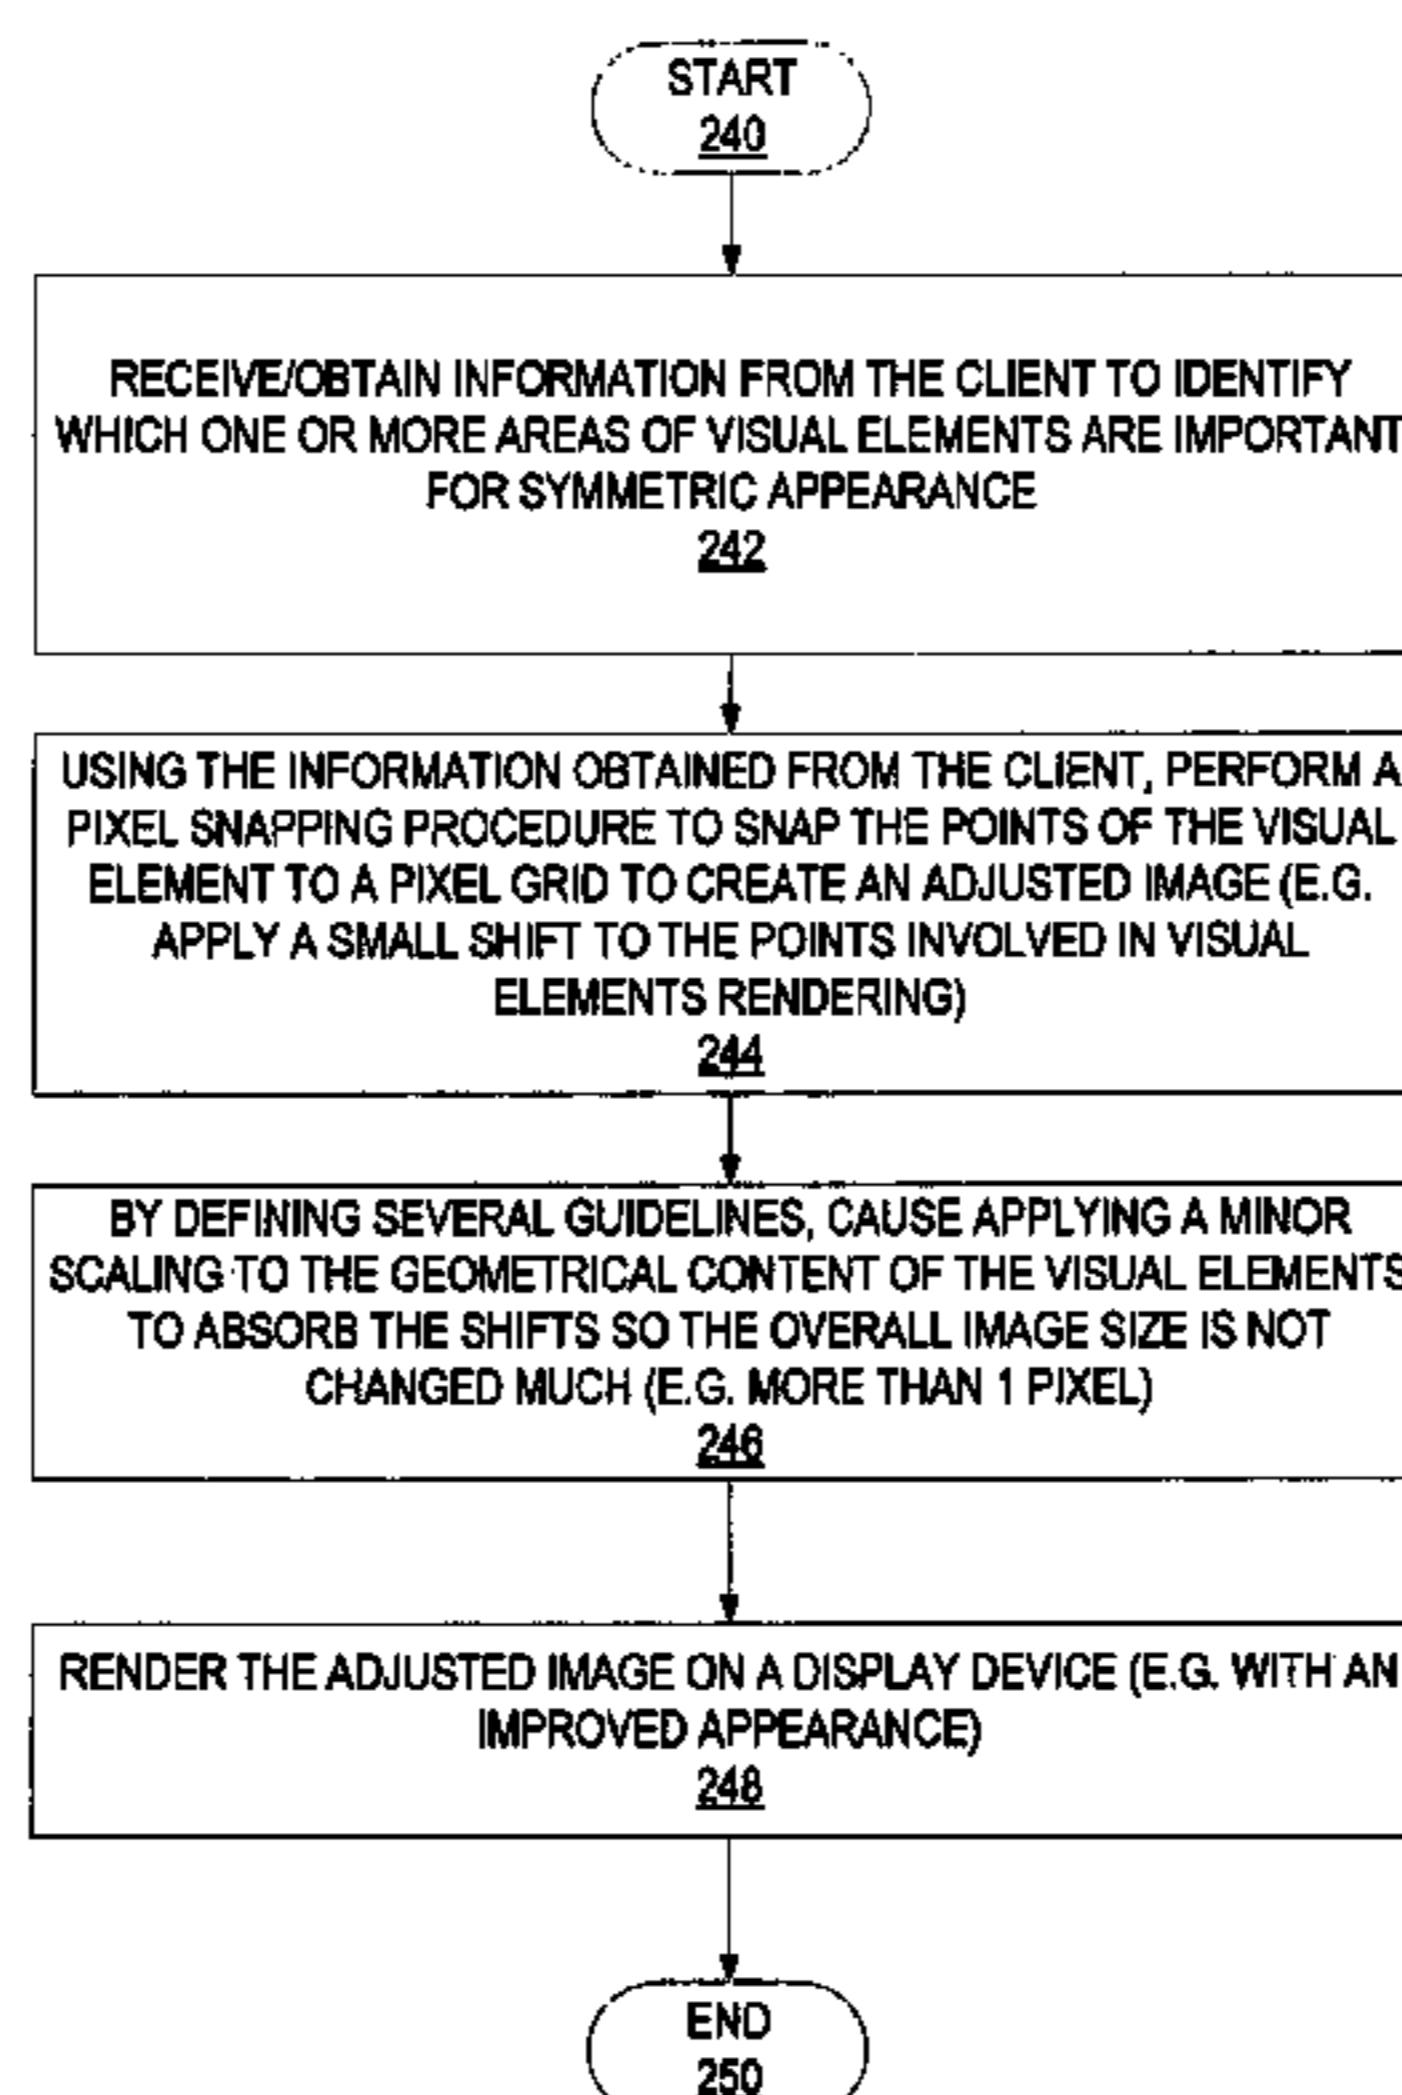 START
240
RECEIVE/OBTAIN INFORMATION FROM THE CLIENT TO IDENTIFY
WHICH ONE OR MORE AREAS OF VISUAL ELEMENTS ARE IMPORTANT
FOR SYMMETRIC APPEARANCE
242
USING THE INFORMATION OBTAINED FROM THE CLIENT, PERFORM A
PIXEL SNAPPING PROCEDURE TO SNAP THE POINTS OF THE VISUAL
ELEMENT TO A PIXEL GRID TO CREATE AN ADJUSTED IMAGE (E.G.
APPLY A SMALL SHIFT TO THE POINTS INVOLVED IN VISUAL
ELEMENTS RENDERING)
244
BY DEFINING SEVERAL GUIDELINES, CAUSE APPLYING A MINOR
SCALING TO THE GEOMETRICAL CONTENT OF THE VISUAL ELEMENTS
TO ABSORB THE SHIFTS SO THE OVERALL IMAGE SIZE IS NOT
CHANGED MUCH (E.G. MORE THAN 1 PIXEL)
246
RENDER THE ADJUSTED IMAGE ON A DISPLAY DEVICE (E.G. WITH AN
IMPROVED APPEARANCE)
248
END
250